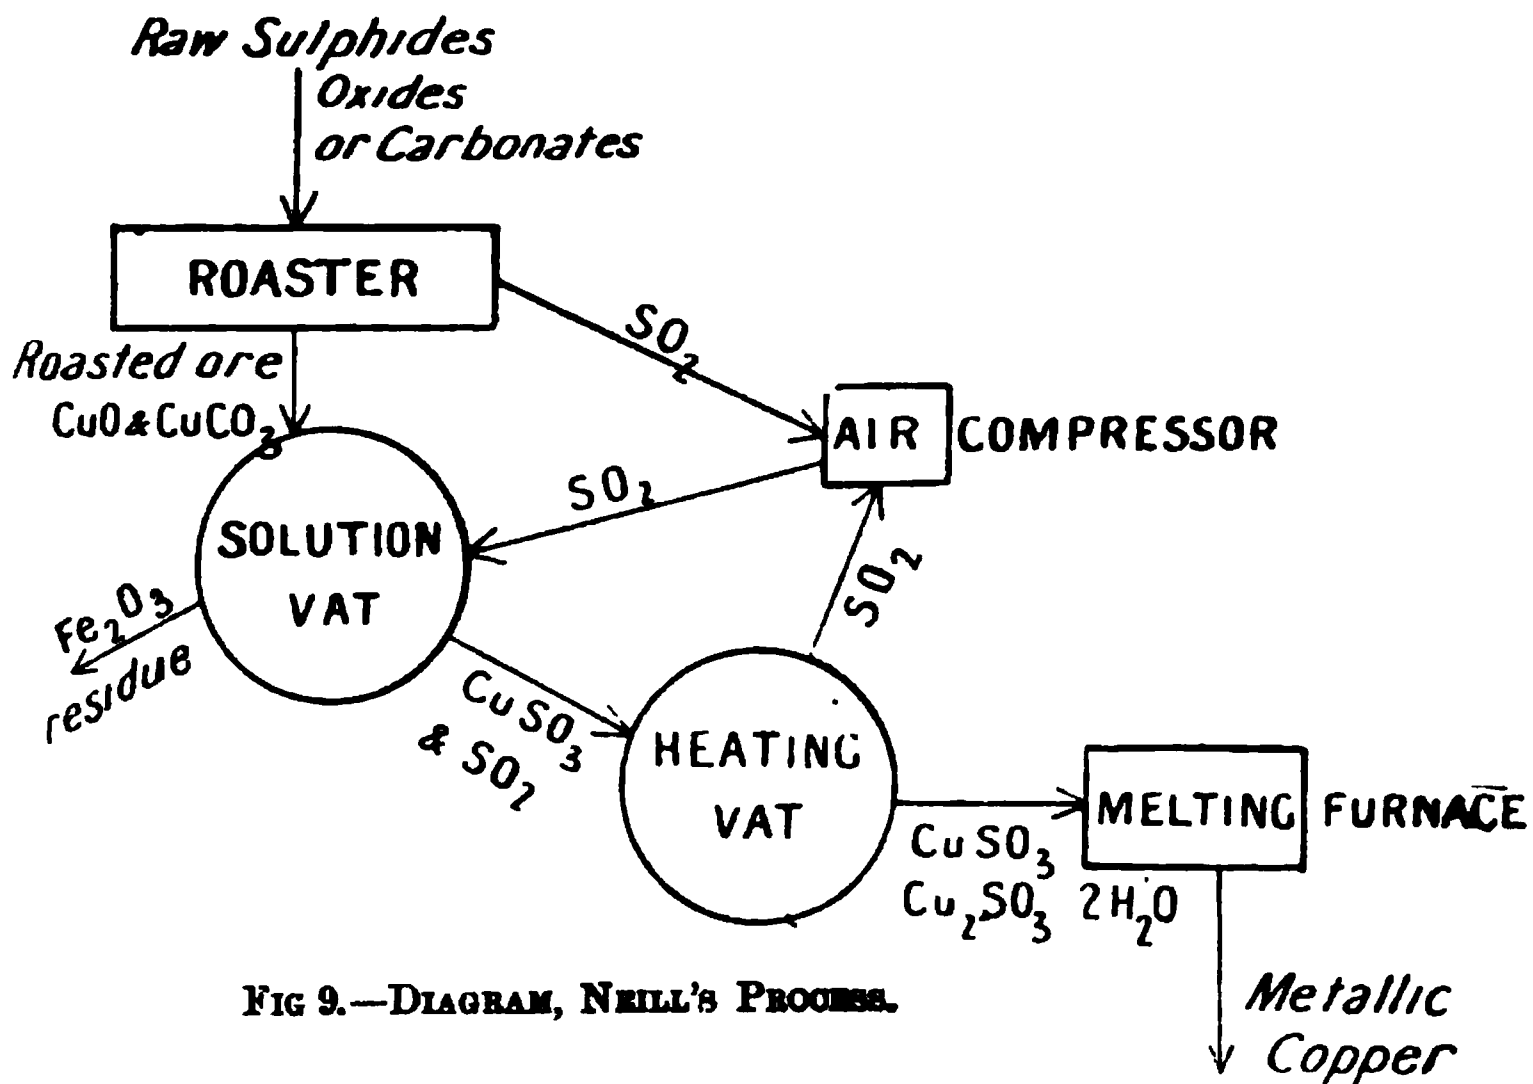 Raw Sulphides
Oxides
or Carbonates
ROASTER
SO₂
Roasted ore
CuO & CuCO₃
AIR COMPRESSOR
SO₂
SOLUTION
VAT
SO₂
Fe₂O₃
residue
CuSO₃
& SO₂
HEATING
VAT
MELTING FURNACE
CuSO₃
Cu₂SO₃ 2H₂O
Metallic
Copper
FIG 9.—DIAGRAM, NEILL'S PROCESS.